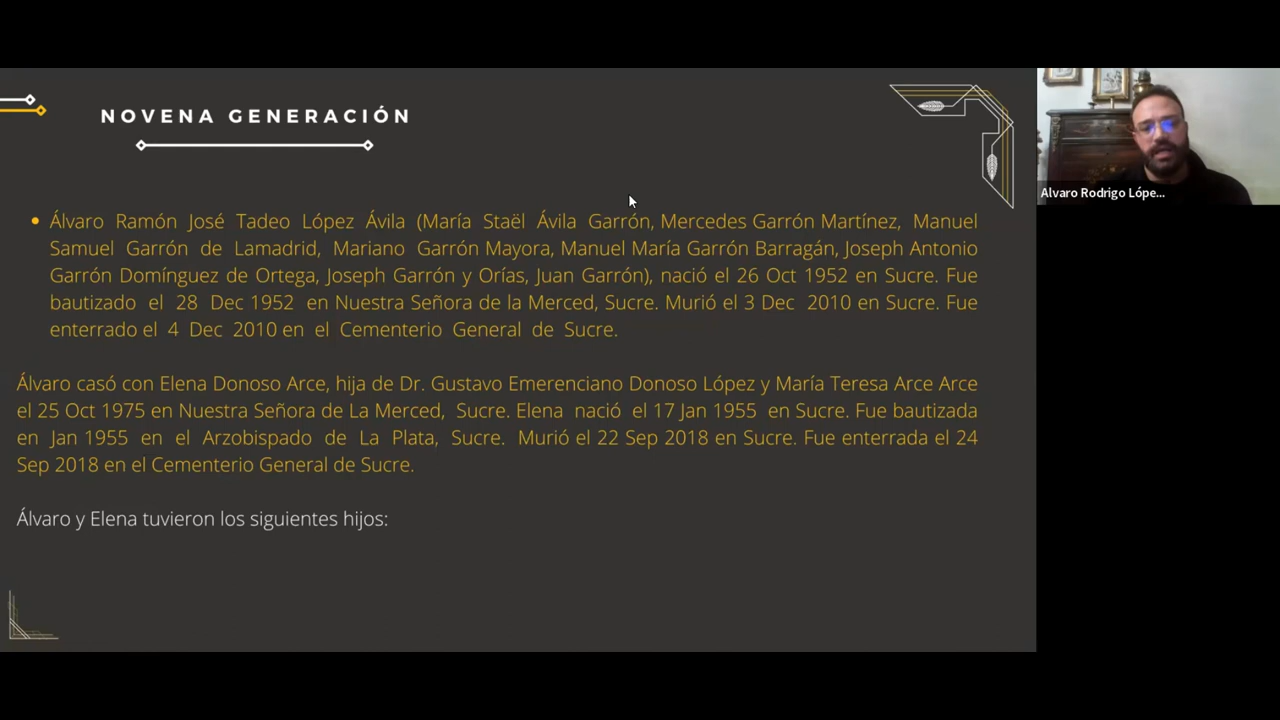 NOVENA GENERACIÓN
Álvaro Ramón José Tadeo López Ávila (María Staël Ávila Garrón, Mercedes Garrón Martínez, Manuel
Samuel Garrón de Lamadrid, Mariano Garrón Mayora, Manuel María Garrón Barragán, Joseph Antonio
Garrón Domínguez de Ortega, Joseph Garrón y Orías, Juan Garrón), nació el 26 Oct 1952 en Sucre. Fue
bautizado el 28 Dec 1952 en Nuestra Señora de la Merced, Sucre. Murió el 3 Dec 2010 en Sucre. Fue
enterrado el 4 Dec 2010 en el Cementerio General de Sucre.
Álvaro casó con Elena Donoso Arce, hija de Dr. Gustavo Emerenciano Donoso López y María Teresa Arce Arce
el 25 Oct 1975 en Nuestra Señora de La Merced, Sucre. Elena nació el 17 Jan 1955 en Sucre. Fue bautizada
en Jan 1955 en el Arzobispado de La Plata, Sucre. Murió el 22 Sep 2018 en Sucre. Fue enterrada el 24
Sep 2018 en el Cementerio General de Sucre.
Álvaro y Elena tuvieron los siguientes hijos:
Alvaro Rodrigo Lópe...